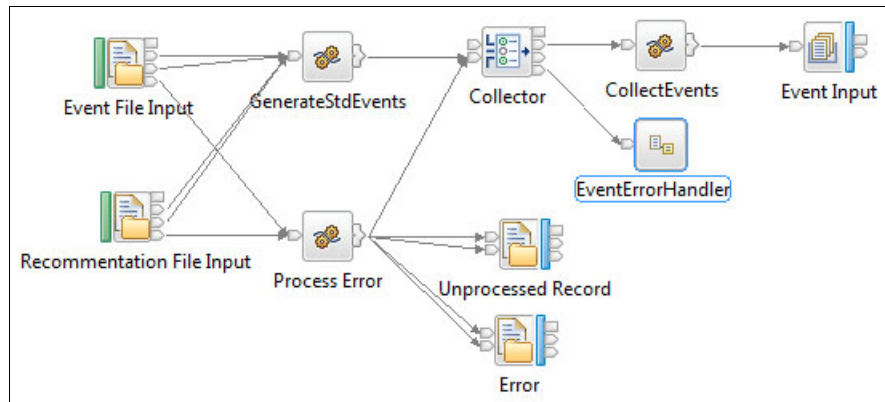 Event File Input
GenerateStdEvents
Collector
CollectEvents
Event Input
EventErrorHandler
Recommentation File Input
Process Error
Unprocessed Record
Error